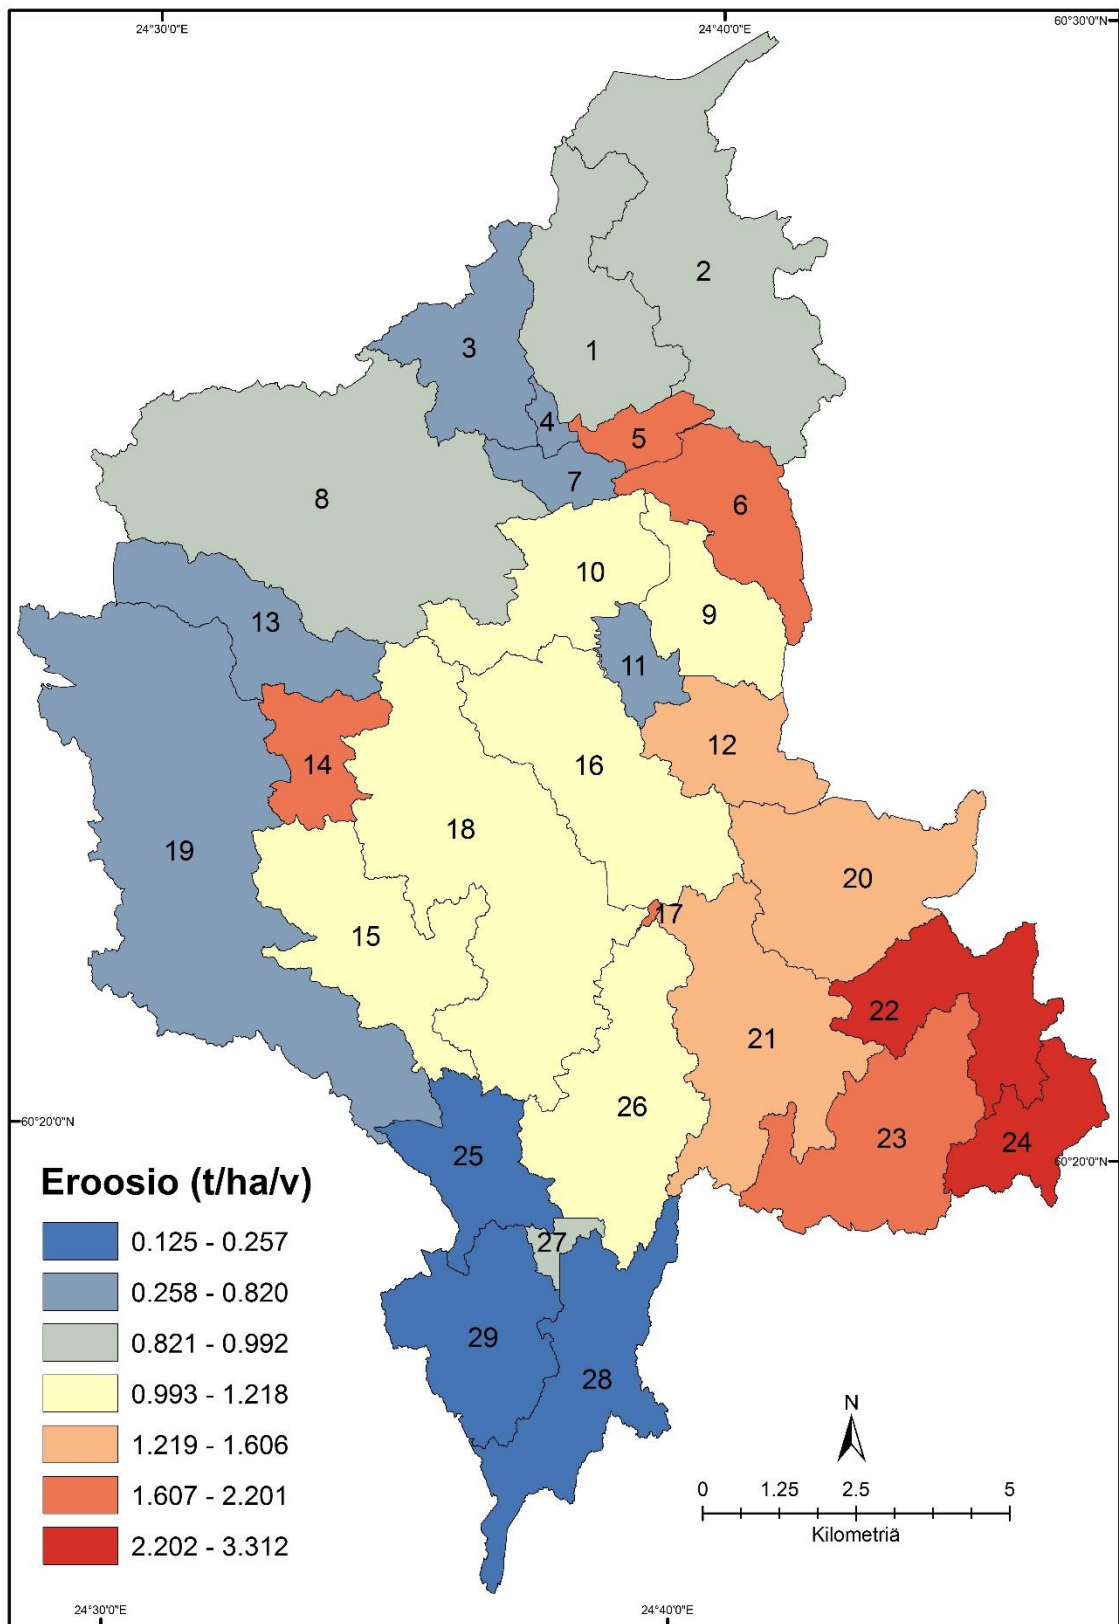 24°30'0"E
24°40'0"E
60°30'0"N
2
1
3
4
5
7
8
6
10
9
13
11
12
14
16
18
19
20
17
15
22
21
26
60°20'0"N
23
24
25
60°20'0"N
Eroosio (t/ha/v)
0.125 - 0.257
0.258 - 0.820
0.821 - 0.992
0.993 - 1.218
1.219 - 1.606
1.607 - 2.201
2.202 - 3.312
27
29
28
N
0 1.25 2.5 5
Kilometriä
24°30'0"E
24°40'0"E